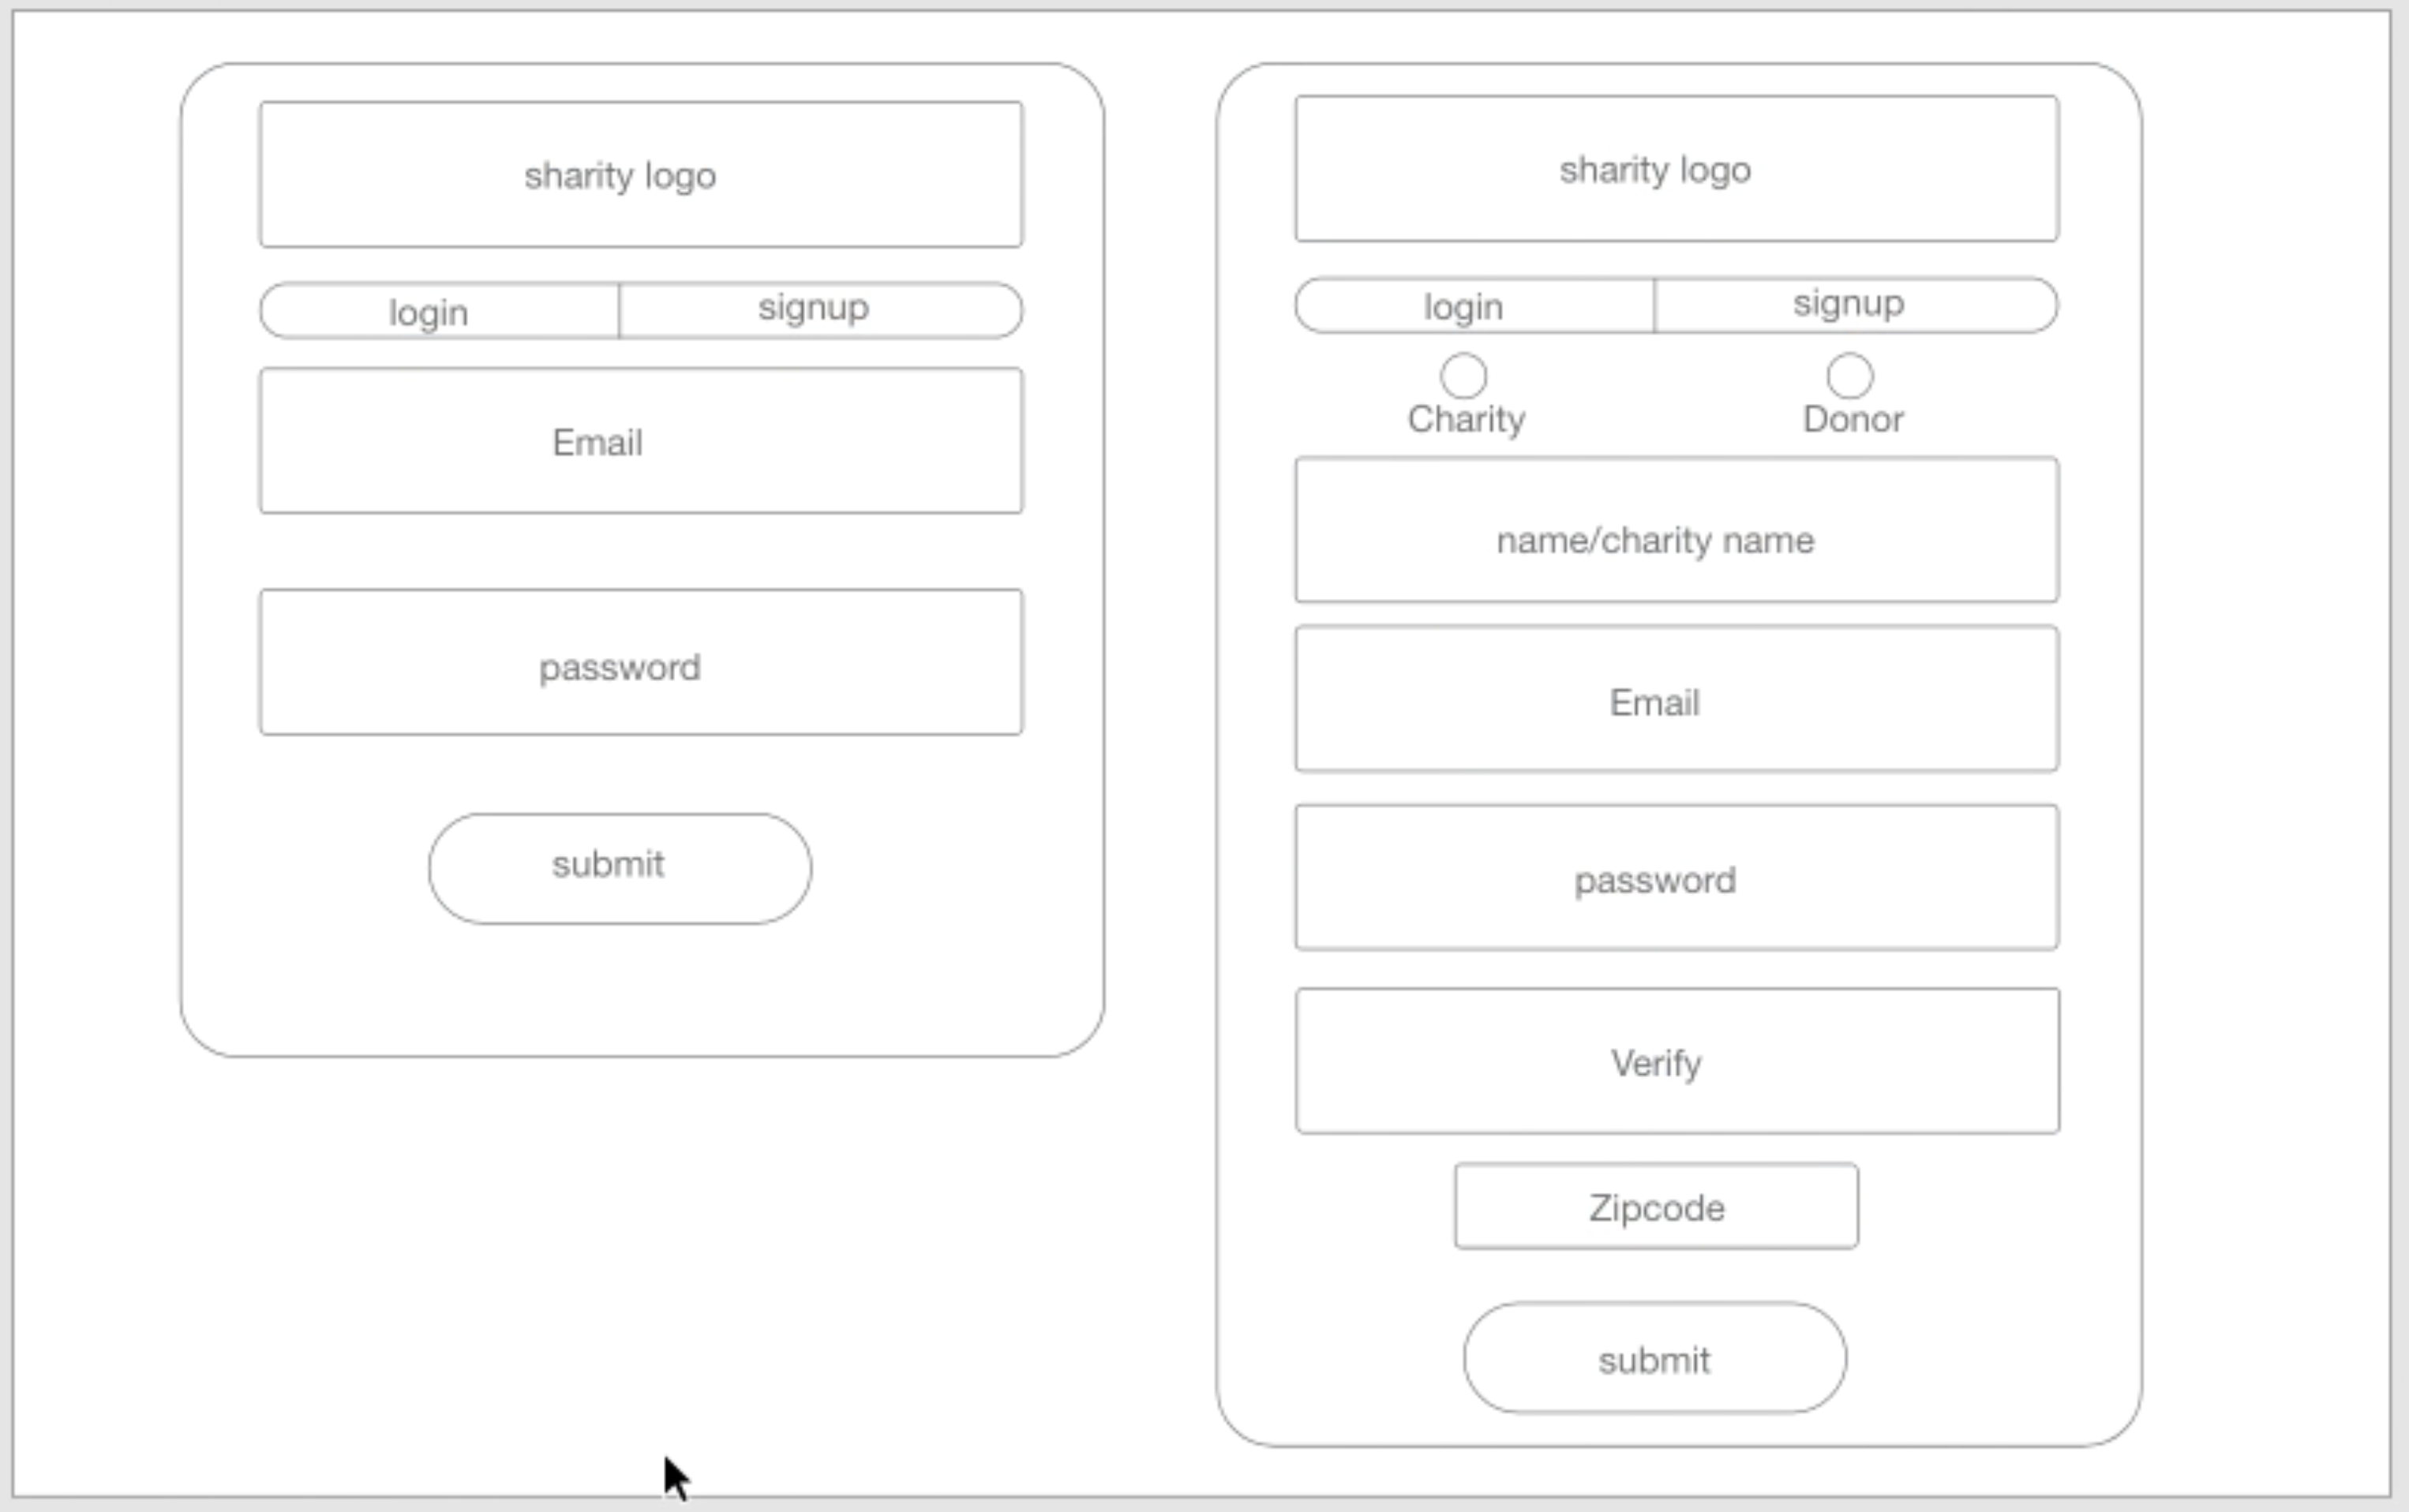 sharity logo
login
signup
Email
password
submit
sharity logo
login
signup
Charity
Donor
name/charity name
Email
password
Verify
Zipcode
submit